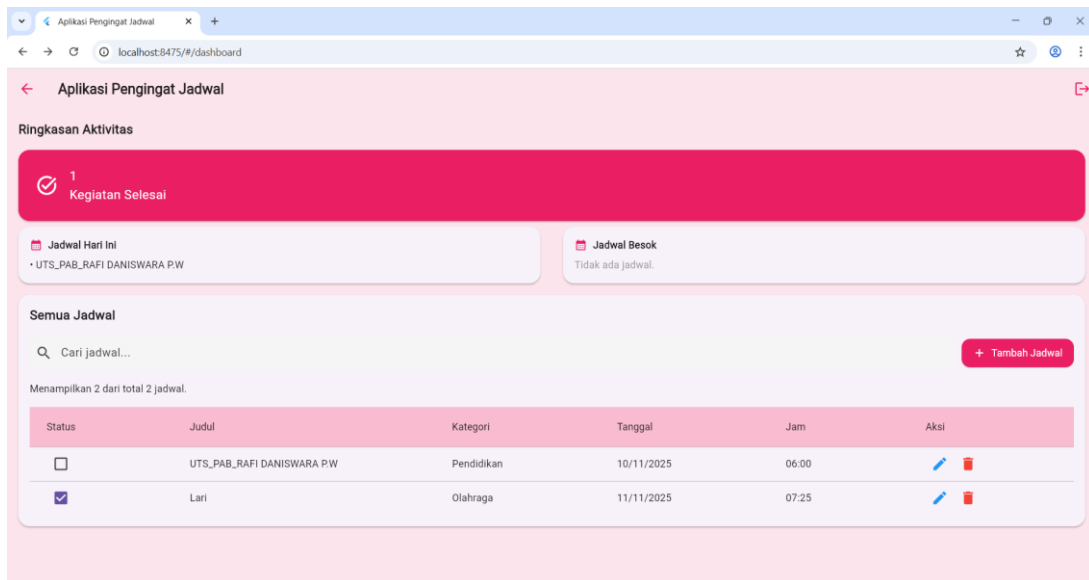 Aplikasi Pengingat Jadwal
localhost:8475/#/dashboard
Aplikasi Pengingat Jadwal
Ringkasan Aktivitas
1
Kegiatan Selesai
Jadwal Hari Ini
• UTS_PAB_RAFI DANISWARA P.W
Jadwal Besok
Tidak ada jadwal.
Semua Jadwal
Cari jadwal...
+ Tambah Jadwal
Menampilkan 2 dari total 2 jadwal.
Status Judul Kategori Tanggal Jam Aksi
UTS_PAB_RAFI DANISWARA P.W Pendidikan 10/11/2025 06:00
Lari Olahraga 11/11/2025 07:25